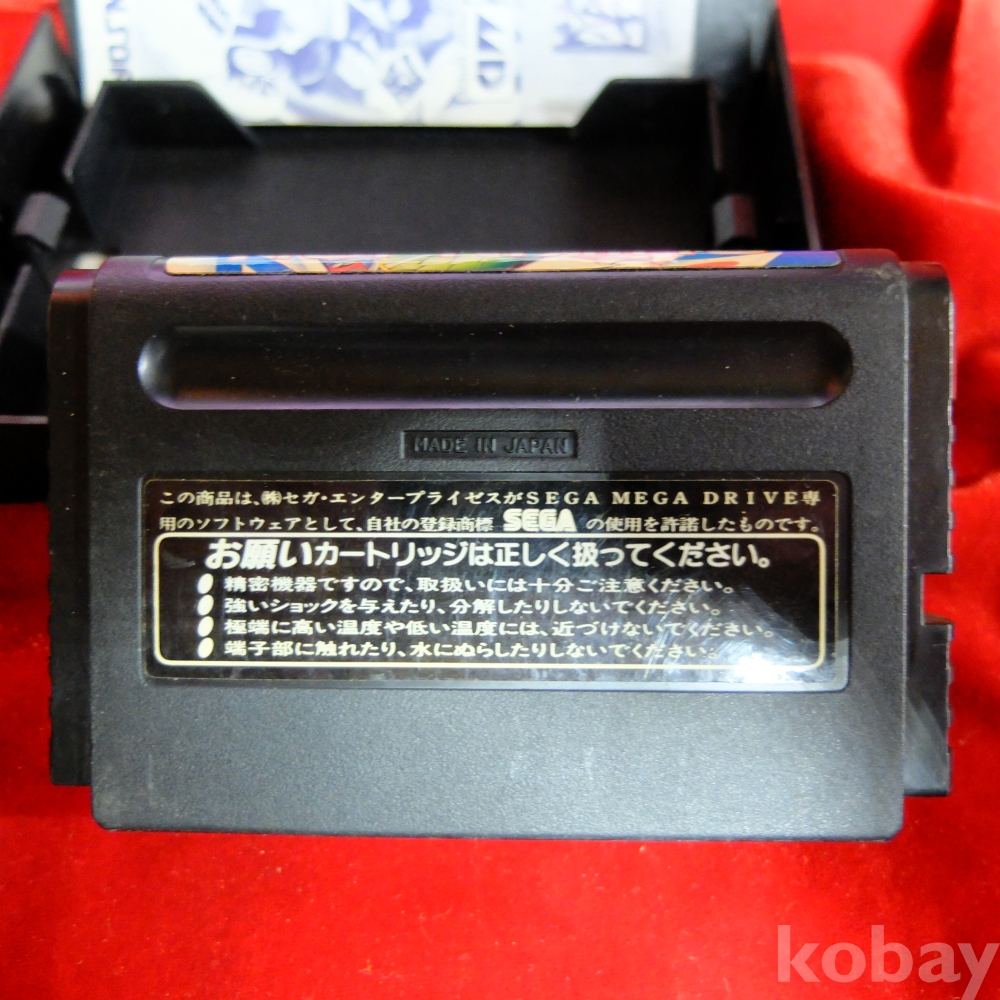 MADE IN JAPAN
この商品は、㈱セガ・エンタープライゼスがSEGA MEGA DRIVE専
用のソフトウェアとして、自社の登録商標 SEGA の使用を許諾したものです。
お願いカートリッジは正しく扱ってください。
● 精密機器ですので、取扱いには十分ご注意ください。
● 強いショックを与えたり、分解したりしないでください。
● 極端に高い温度や低い温度には、近づけないでください。
● 端子部に触れたり、水にぬらしたりしないでください。
kobay